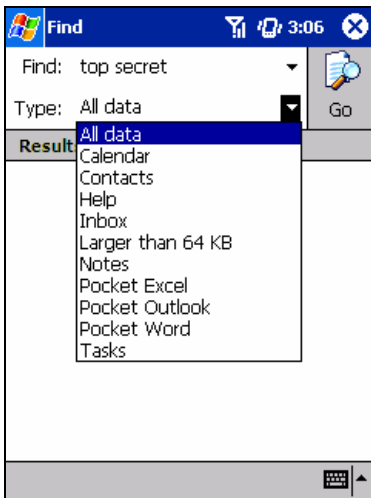 Find 3:06
Find: top secret
Type: All data
Go
Result
All data
Calendar
Contacts
Help
Inbox
Larger than 64 KB
Notes
Pocket Excel
Pocket Outlook
Pocket Word
Tasks